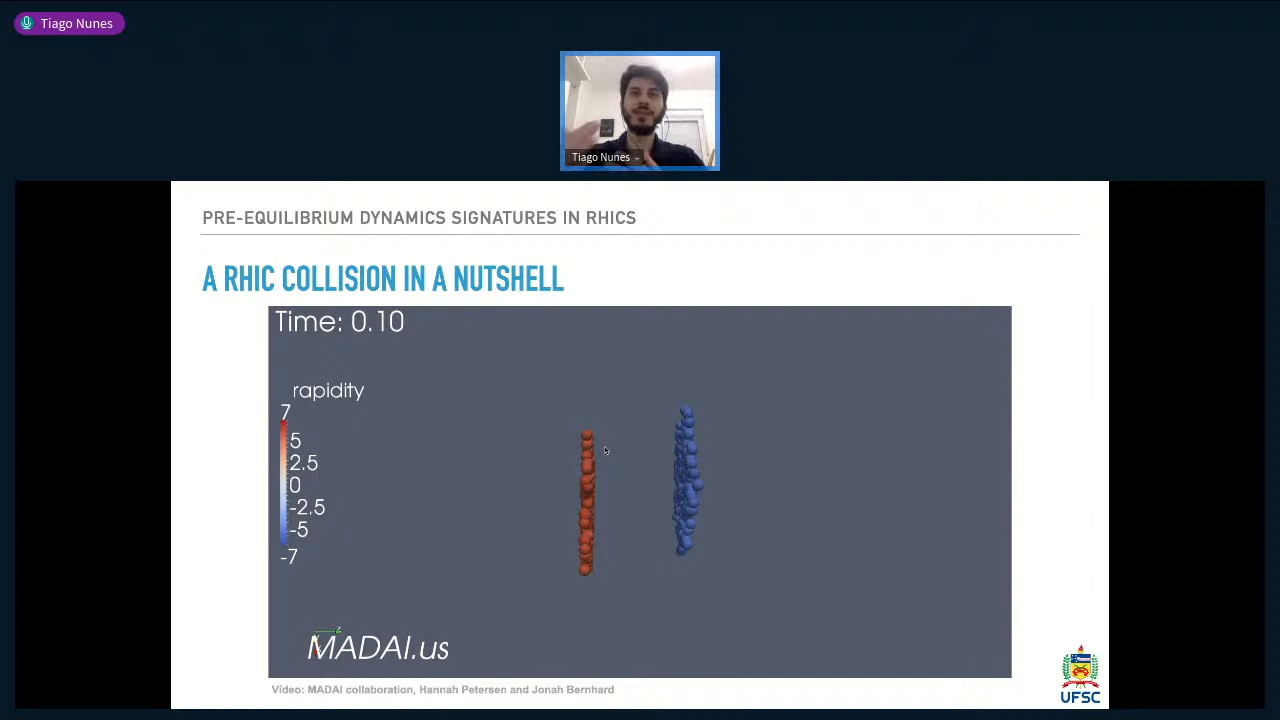 Tiago Nunes
Tiago Nunes
PRE-EQUILIBRIUM DYNAMICS SIGNATURES IN RHICS
A RHIC COLLISION IN A NUTSHELL
Time: 0.10
rapidity
7
5
2.5
0
-2.5
-5
-7
z
MADAI.us
Video: MADAI collaboration, Hannah Petersen and Jonah Bernhard
UFSC